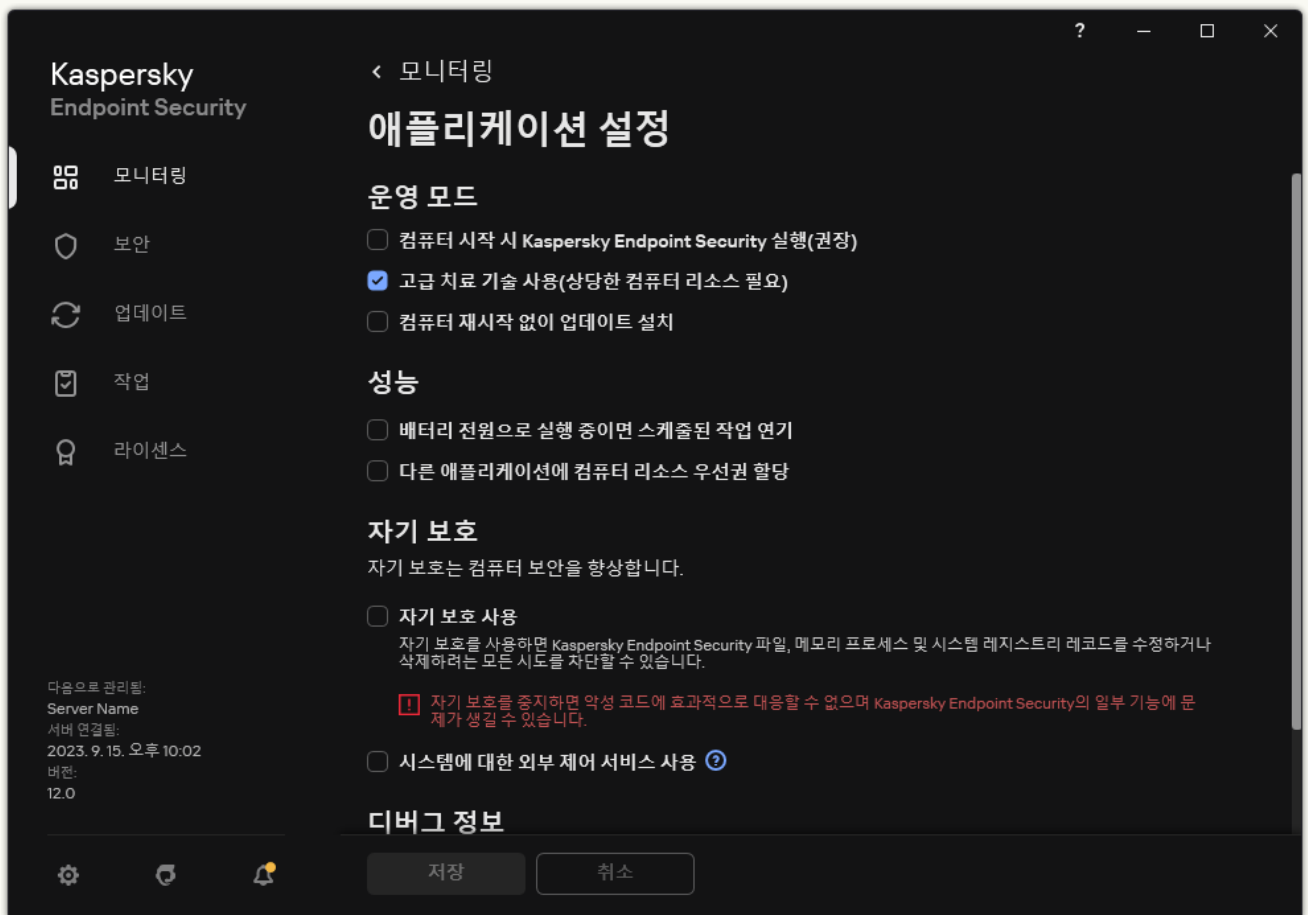 ?
Kaspersky
Endpoint Security
모니터링
보안
업데이트
작업
라이센스
다음으로 관리됨:
Server Name
서버 연결됨:
2023. 9. 15. 오후 10:02
버전:
12.0
모니터링
애플리케이션 설정
운영 모드
컴퓨터 시작 시 Kaspersky Endpoint Security 실행(권장)
고급 치료 기술 사용(상당한 컴퓨터 리소스 필요)
컴퓨터 재시작 없이 업데이트 설치
성능
배터리 전원으로 실행 중이면 스케줄된 작업 연기
다른 애플리케이션에 컴퓨터 리소스 우선권 할당
자기 보호
자기 보호는 컴퓨터 보안을 향상합니다.
자기 보호 사용
자기 보호를 사용하면 Kaspersky Endpoint Security 파일, 메모리 프로세스 및 시스템 레지스트리 레코드를 수정하거나
삭제하려는 모든 시도를 차단할 수 있습니다.
자기 보호를 중지하면 악성 코드에 효과적으로 대응할 수 없으며 Kaspersky Endpoint Security의 일부 기능에 문
제가 생길 수 있습니다.
시스템에 대한 외부 제어 서비스 사용 ?
디버그 정보
저장
취소